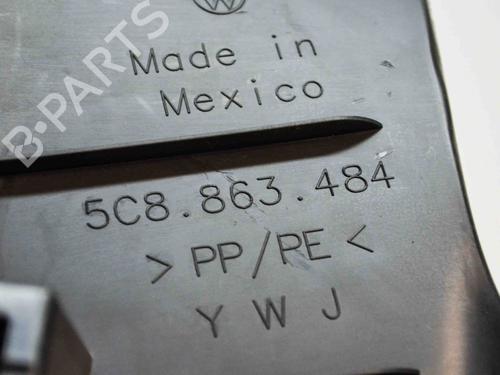 B-PARTS
Made in
Mexico
5C8.863.484
> PP/PE <
Y W J